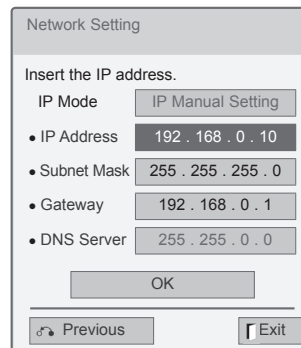 Network Setting
Insert the IP address.
IP Mode IP Manual Setting
• IP Address 192 . 168 . 0 . 10
• Subnet Mask 255 . 255 . 255 . 0
• Gateway 192 . 168 . 0 . 1
• DNS Server 255 . 255 . 0 . 0
OK
Previous Exit